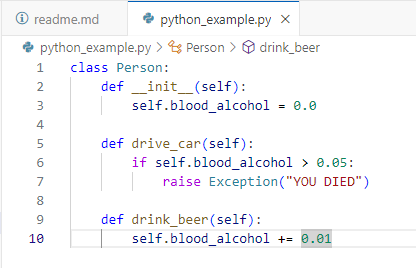 readme.md python_example.py ×
python_example.py > Person > drink_beer
1 class Person:
2     def __init__(self):
3         self.blood_alcohol = 0.0
4
5     def drive_car(self):
6         if self.blood_alcohol > 0.05:
7             raise Exception("YOU DIED")
8
9     def drink_beer(self):
10         self.blood_alcohol += 0.01